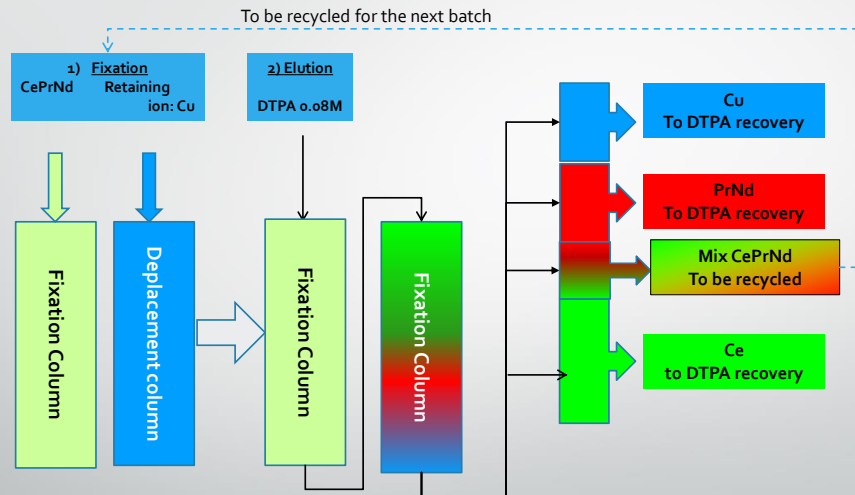 To be recycled for the next batch
1) Fixation
CePrNd Retaining
ion: Cu
2) Elution
DTPA 0.08M
Fixation Column
Deplacement column
Fixation Column
Fixation Column
Cu
To DTPA recovery
PrNd
To DTPA recovery
Mix CePrNd
To be recycled
Ce
to DTPA recovery